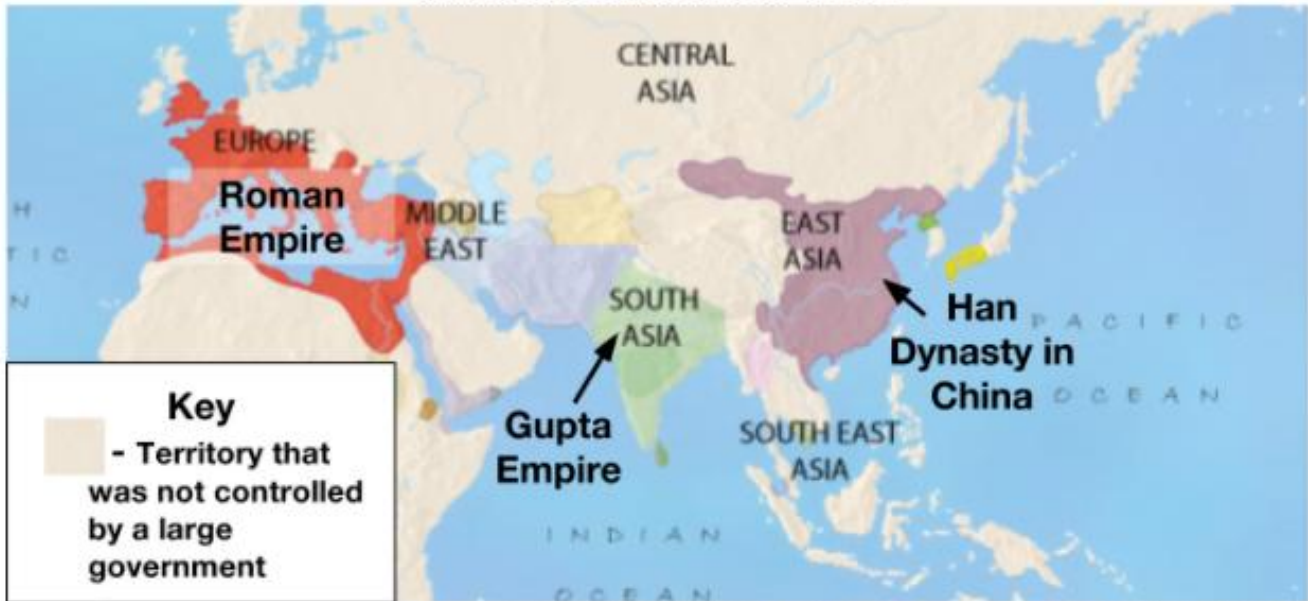 CENTRAL
ASIA
EUROPE
Roman
Empire
MIDDLE
EAST
EAST
ASIA
SOUTH
ASIA
Han
Dynasty in
China
PACIFIC
OCEAN
Gupta
Empire
SOUTH EAST
ASIA
INDIAN
OCEAN
H
TIC
N
Key
- Territory that
was not controlled
by a large
government